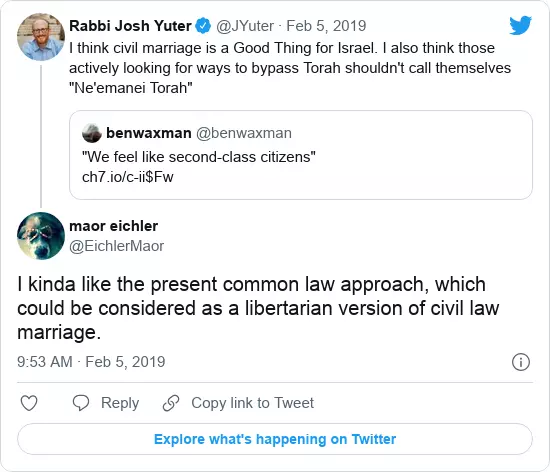 Rabbi Josh Yuter @JYuter · Feb 5, 2019
I think civil marriage is a Good Thing for Israel. I also think those
actively looking for ways to bypass Torah shouldn't call themselves
"Ne'emanei Torah"
benwaxman @benwaxman
"We feel like second-class citizens"
ch7.io/c-ii$Fw
maor eichler
@EichlerMaor
I kinda like the present common law approach, which
could be considered as a libertarian version of civil law
marriage.
9:53 AM · Feb 5, 2019
Reply Copy link to Tweet
Explore what's happening on Twitter